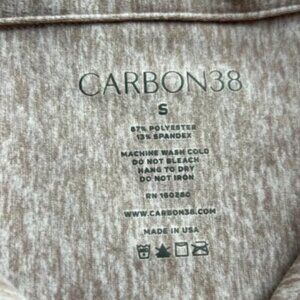 CARBON38
S
87% POLYESTER
13% SPANDEX
MACHINE WASH COLD
DO NOT BLEACH
HANG TO DRY
DO NOT IRON
RN 160280
WWW.CARBON38.COM
MADE IN USA